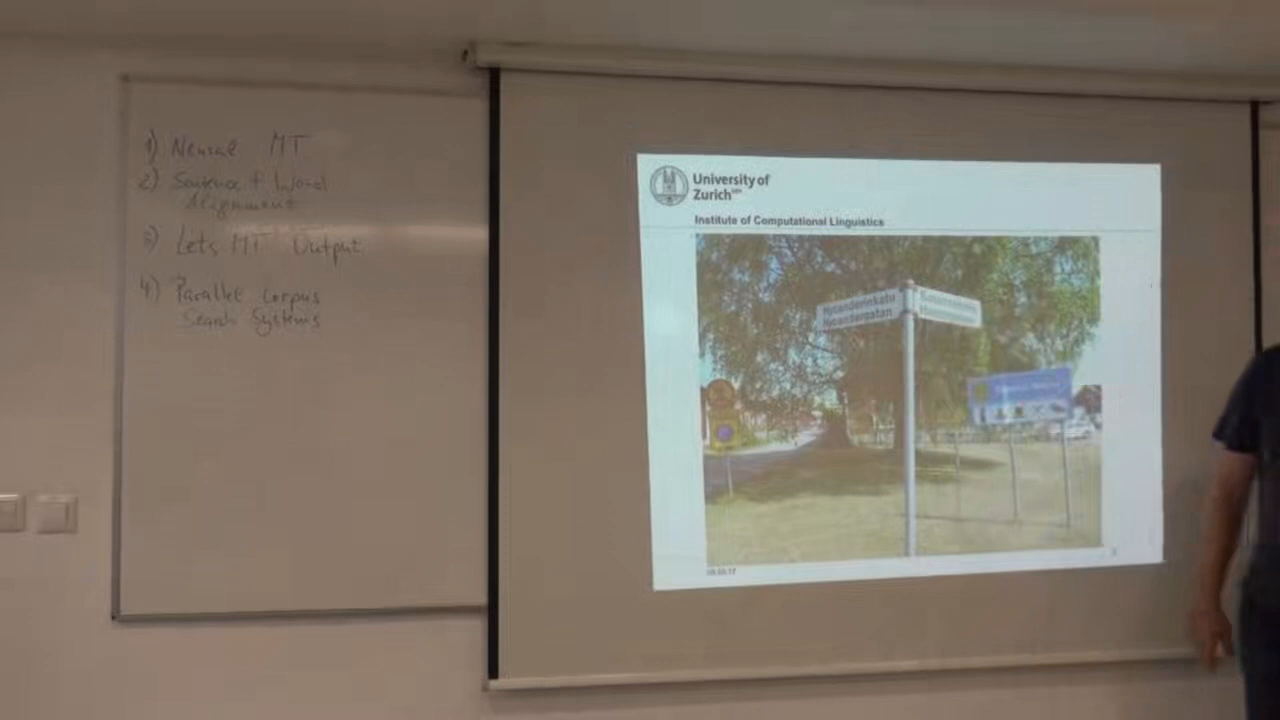 1) Neural MT
2) Sentence + Word
Alignment
3) Lets MT Output
4) Parallel Corpus
Search Systems
University of
Zurich
Institute of Computational Linguistics